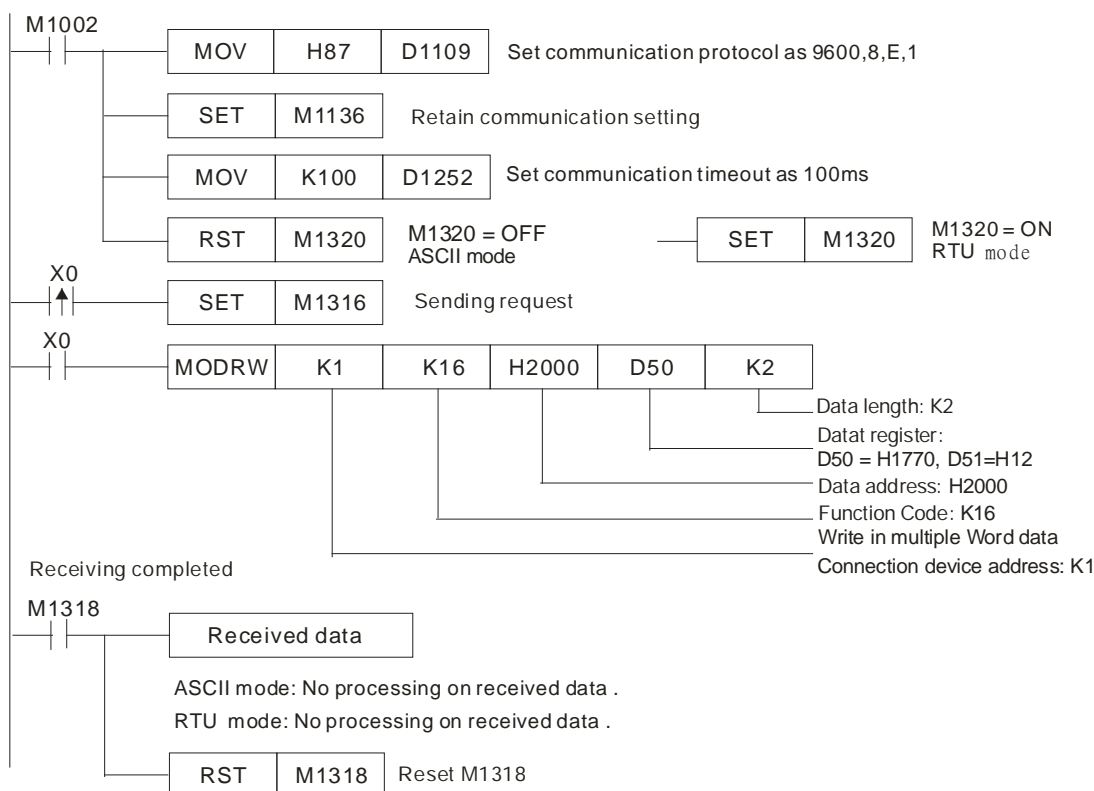 M1002
MOV H87 D1109 Set communication protocol as 9600,8,E,1
SET M1136 Retain communication setting
MOV K100 D1252 Set communication timeout as 100ms
RST M1320 M1320 = OFF
ASCII mode
SET M1320 M1320 = ON
RTU mode
X0
SET M1316 Sending request
X0
MODRW K1 K16 H2000 D50 K2
Data length: K2
Datat register:
D50 = H1770, D51=H12
Data address: H2000
Function Code: K16
Write in multiple Word data
Connection device address: K1
Receiving completed
M1318
Received data
ASCII mode: No processing on received data .
RTU mode: No processing on received data .
RST M1318 Reset M1318